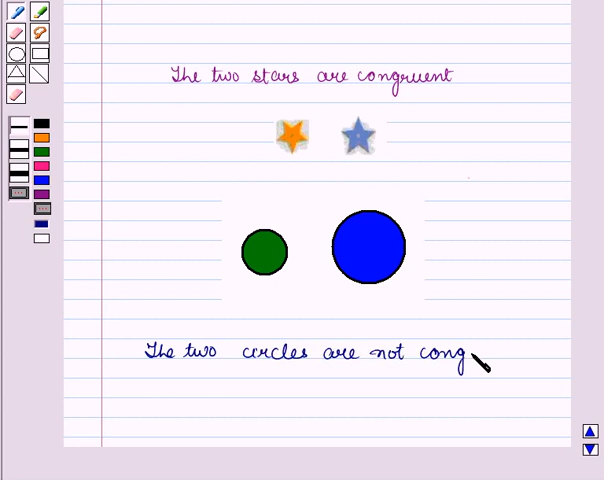 The two stars are congruent
The two circles are not cong